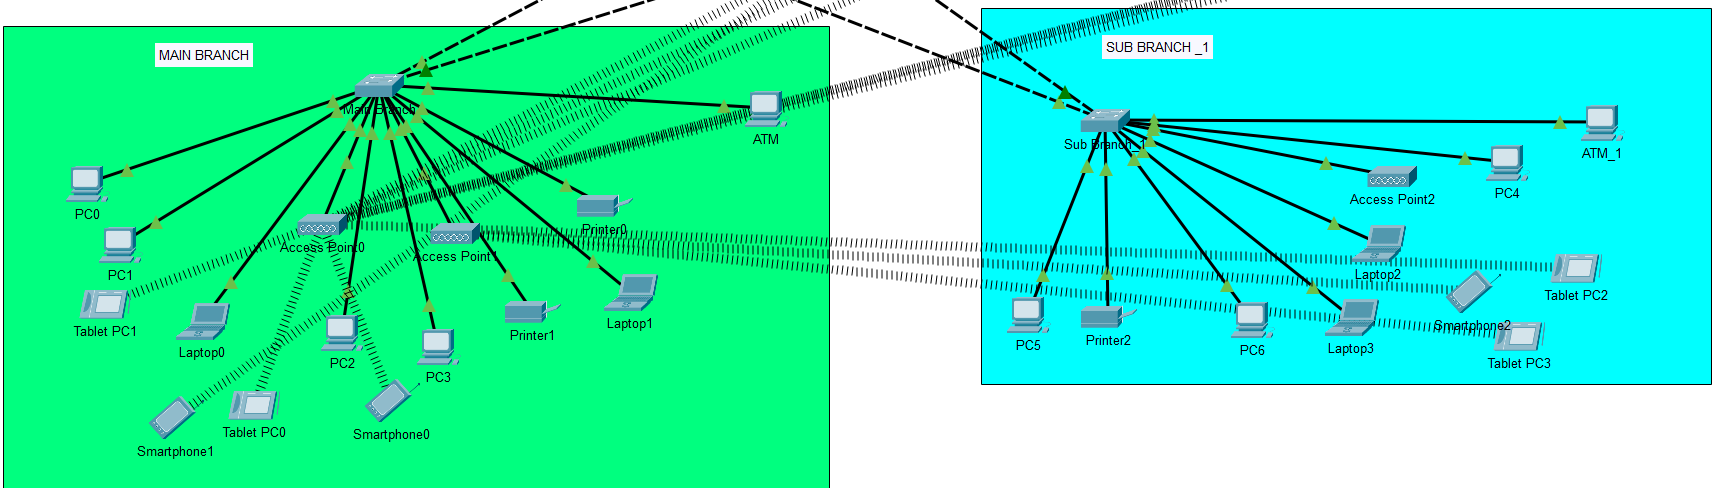 MAIN BRANCH
Main Branch
ATM
PC0
Printer0
Access Point0
Access Point1
PC1
Tablet PC1
Laptop0
PC2
PC3
Printer1
Laptop1
Smartphone1
Tablet PC0
Smartphone0
SUB BRANCH _1
Sub Branch_1
ATM_1
PC4
Access Point2
Laptop2
Tablet PC2
Smartphone2
PC5
Printer2
PC6
Laptop3
Tablet PC3